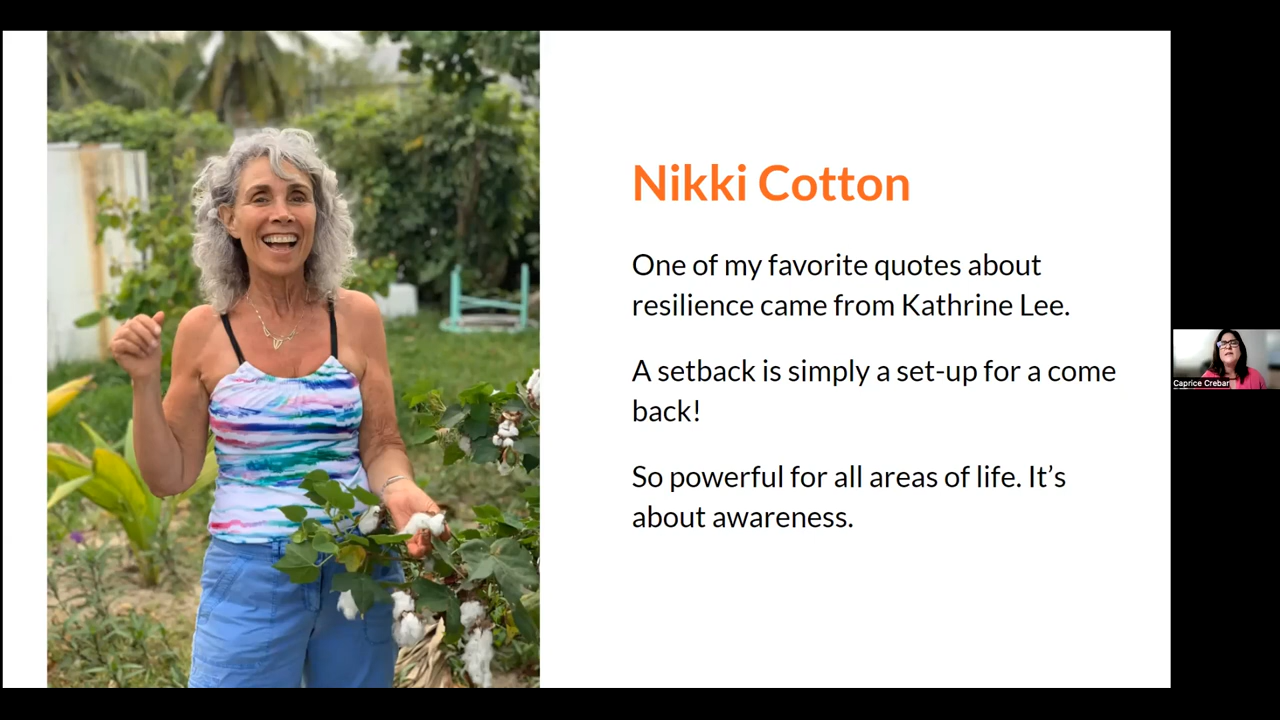 Nikki Cotton
One of my favorite quotes about
resilience came from Kathrine Lee.
A setback is simply a set-up for a come
back!
So powerful for all areas of life. It’s
about awareness.
Caprice Crebar